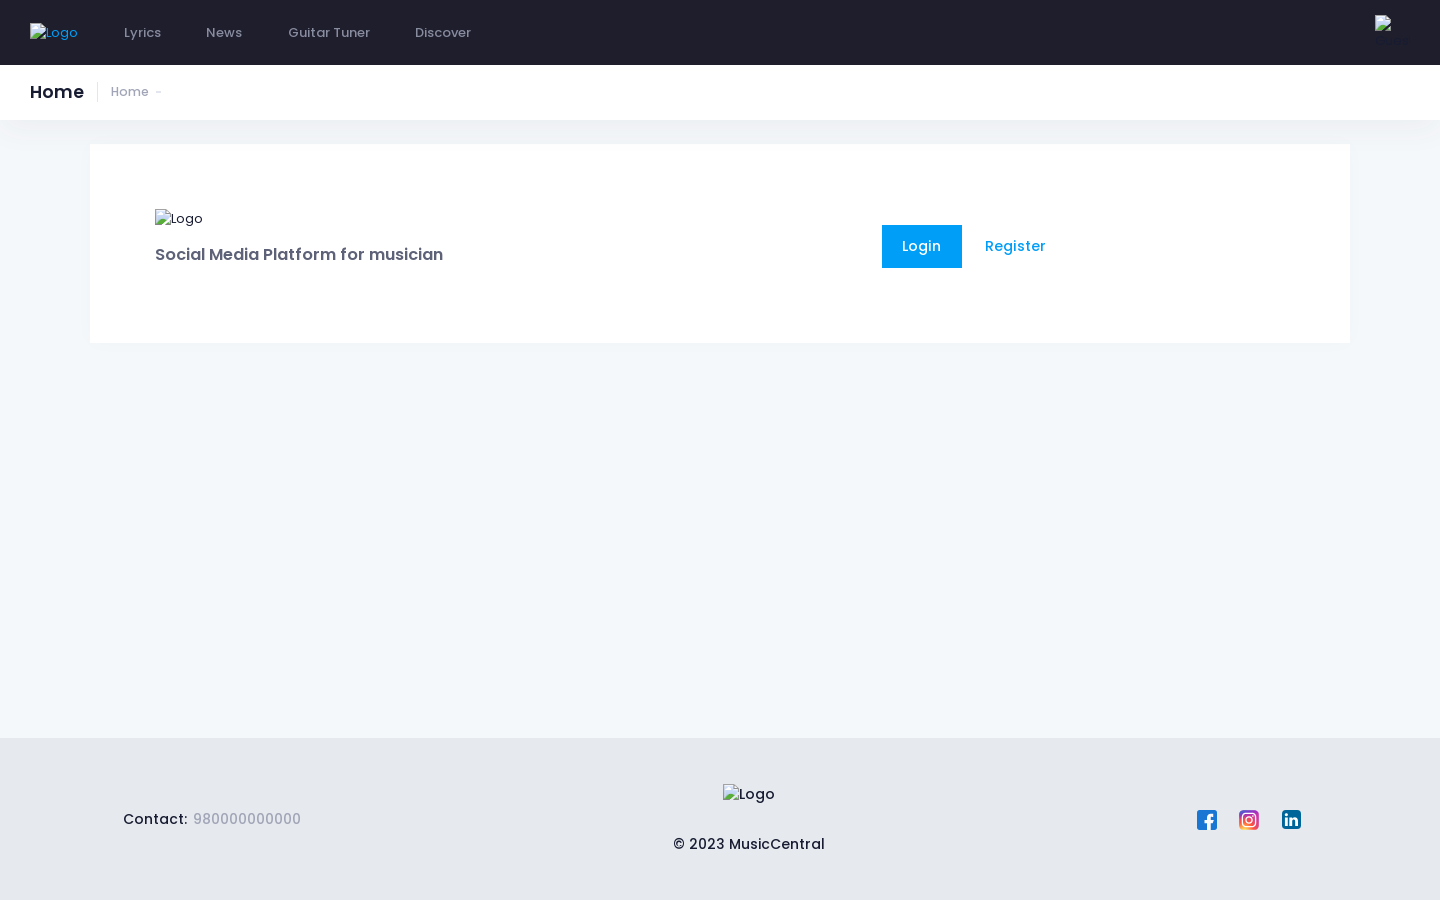 Logo
Lyrics
News
Guitar Tuner
Discover
Home
Home -
Logo
Social Media Platform for musician
Login
Register
Contact: 980000000000
Logo
© 2023 MusicCentral